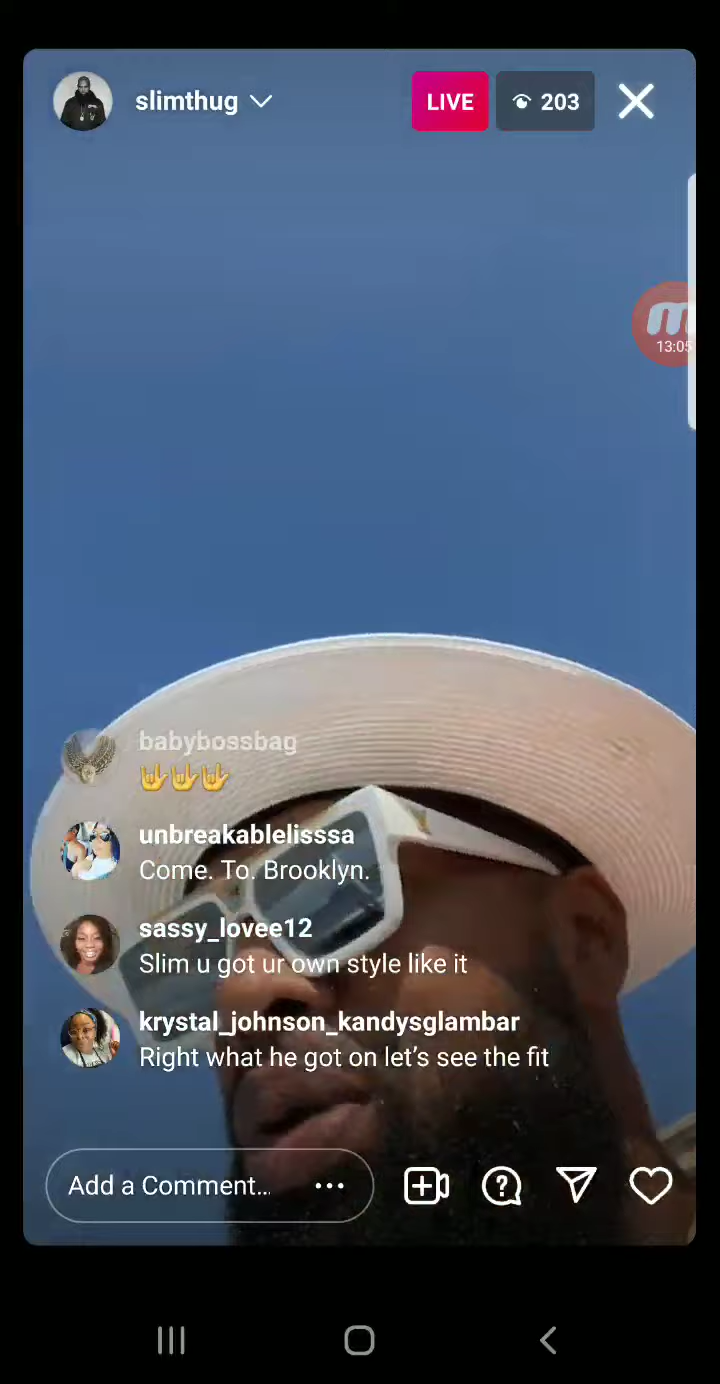 slimthug
LIVE
203
13:05
babybossbag
🤟🤟🤟
unbreakablelisssa
Come. To. Brooklyn.
sassy_lovee12
Slim u got ur own style like it
krystal_johnson_kandysglambar
Right what he got on let's see the fit
Add a Comment...